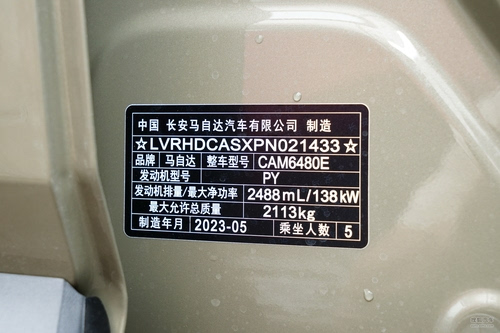 中国 长安马自达汽车有限公司 制造
☆LVRHDCASXPN021433☆
品牌 马自达 整车型号 CAM6480E
发动机型号 PY
发动机排量/最大净功率 2488mL/138kW
最大允许总质量 2113kg
制造年月 2023-05 乘坐人数 5